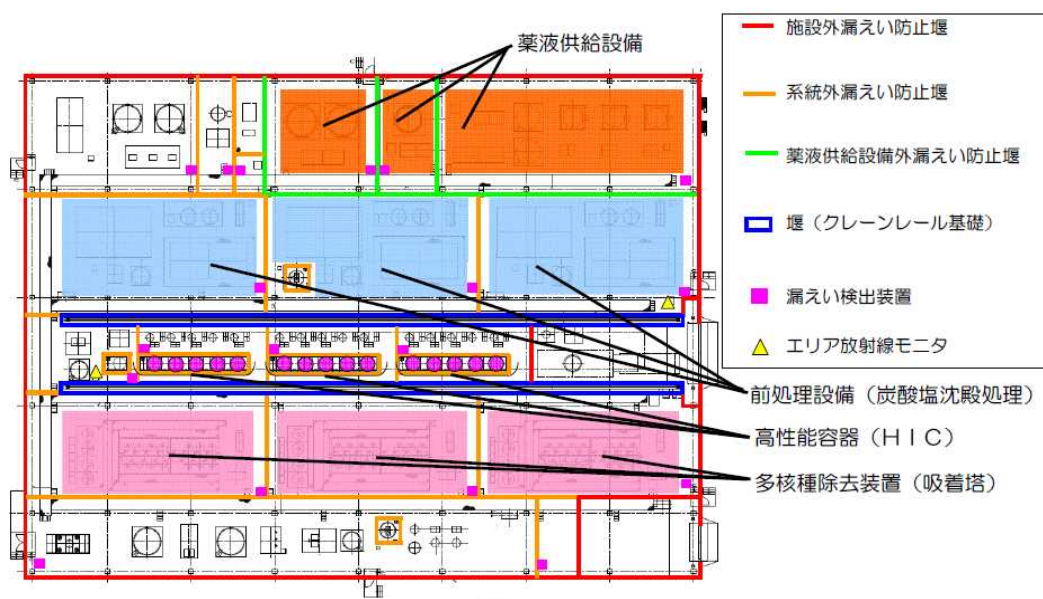 薬液供給設備
施設外漏えい防止堰
系統外漏えい防止堰
薬液供給設備外漏えい防止堰
堰（クレーンレール基礎）
漏えい検出装置
エリア放射線モニタ
前処理設備（炭酸塩沈殿処理）
高性能容器（ＨＩＣ）
多核種除去装置（吸着塔）